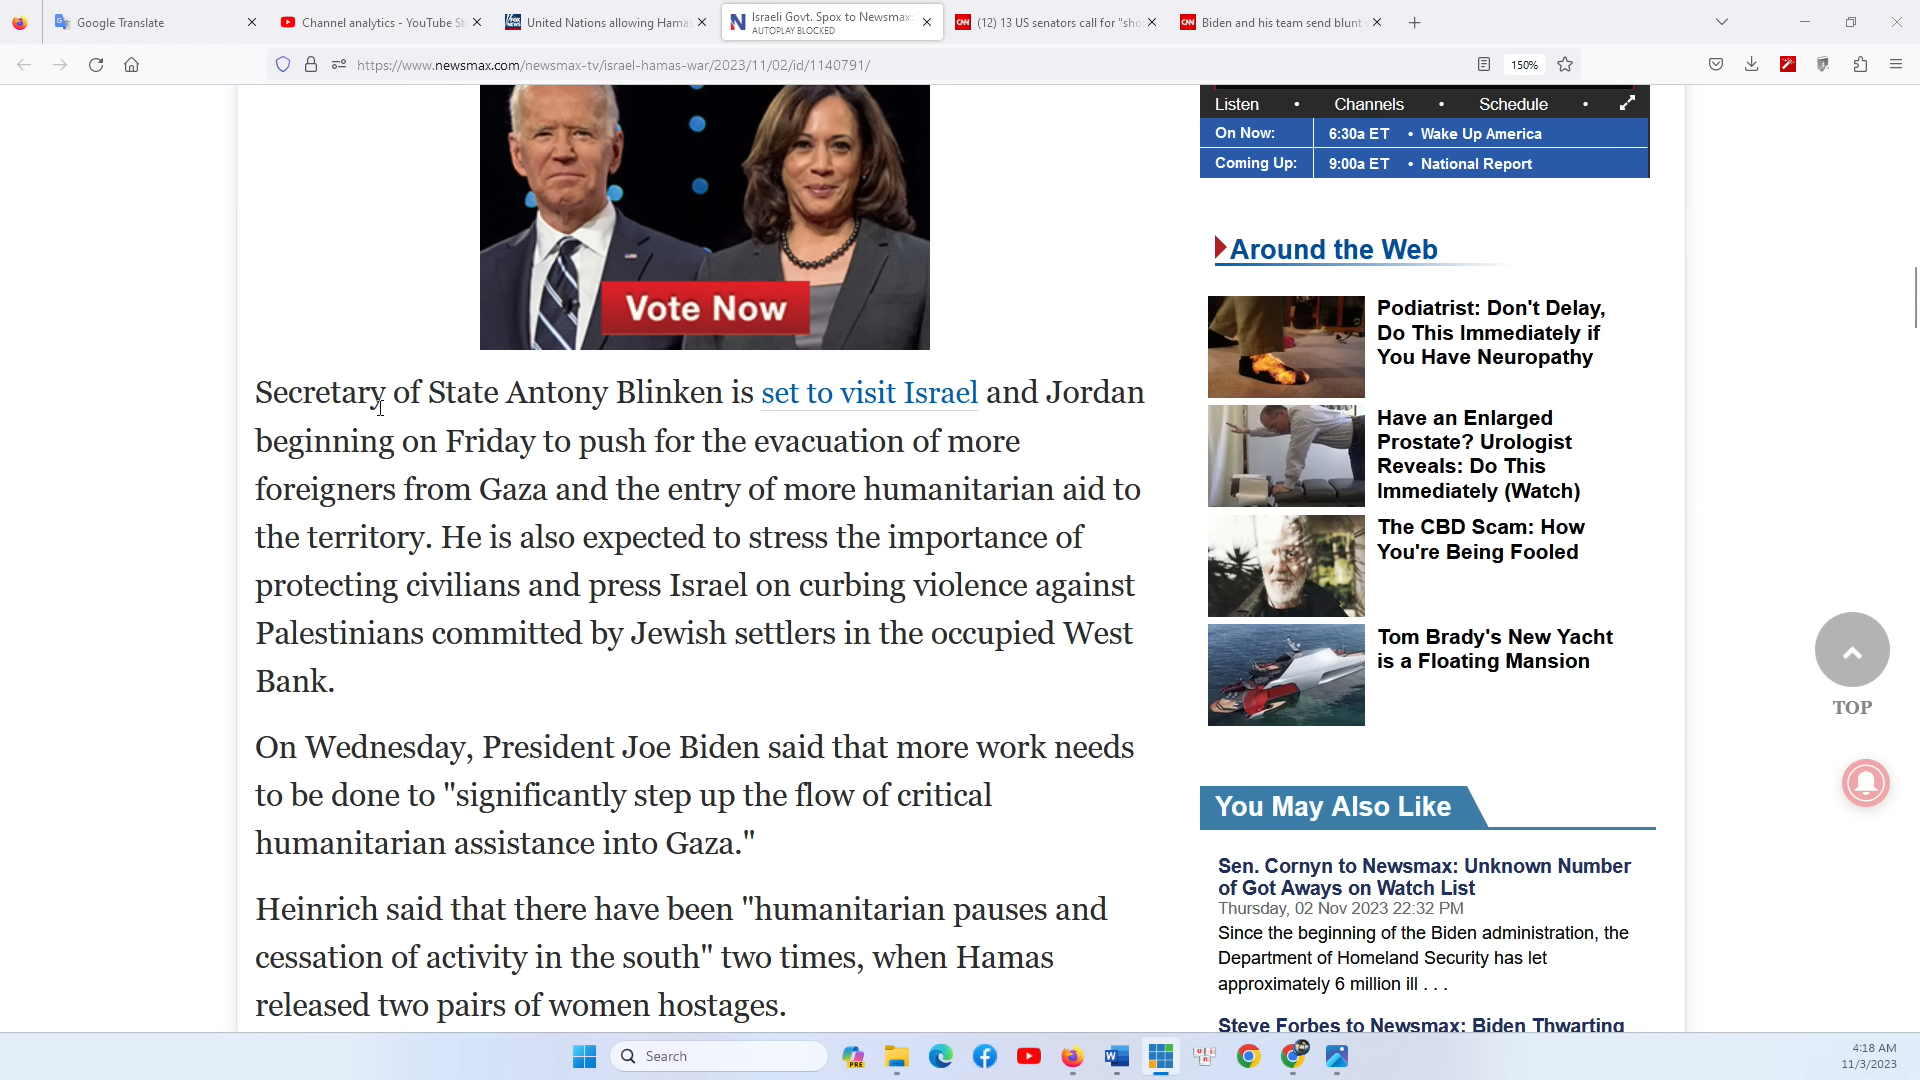 Google Translate
Channel analytics - YouTube St
United Nations allowing Hamas
Israeli Govt. Spox to Newsmax:
AUTOPLAY BLOCKED
(12) 13 US senators call for "sho
Biden and his team send blunt
https://www.newsmax.com/newsmax-tv/israel-hamas-war/2023/11/02/id/1140791/
150%
Vote Now
Secretary of State Antony Blinken is set to visit Israel and Jordan
beginning on Friday to push for the evacuation of more
foreigners from Gaza and the entry of more humanitarian aid to
the territory. He is also expected to stress the importance of
protecting civilians and press Israel on curbing violence against
Palestinians committed by Jewish settlers in the occupied West
Bank.
On Wednesday, President Joe Biden said that more work needs
to be done to "significantly step up the flow of critical
humanitarian assistance into Gaza."
Heinrich said that there have been "humanitarian pauses and
cessation of activity in the south" two times, when Hamas
released two pairs of women hostages.
Listen • Channels • Schedule •
On Now: 6:30a ET • Wake Up America
Coming Up: 9:00a ET • National Report
Around the Web
Podiatrist: Don't Delay,
Do This Immediately if
You Have Neuropathy
Have an Enlarged
Prostate? Urologist
Reveals: Do This
Immediately (Watch)
The CBD Scam: How
You're Being Fooled
Tom Brady's New Yacht
is a Floating Mansion
TOP
You May Also Like
Sen. Cornyn to Newsmax: Unknown Number
of Got Aways on Watch List
Thursday, 02 Nov 2023 22:32 PM
Since the beginning of the Biden administration, the
Department of Homeland Security has let
approximately 6 million ill . . .
Steve Forbes to Newsmax: Biden Thwarting
Search
PRE
4:18 AM
11/3/2023